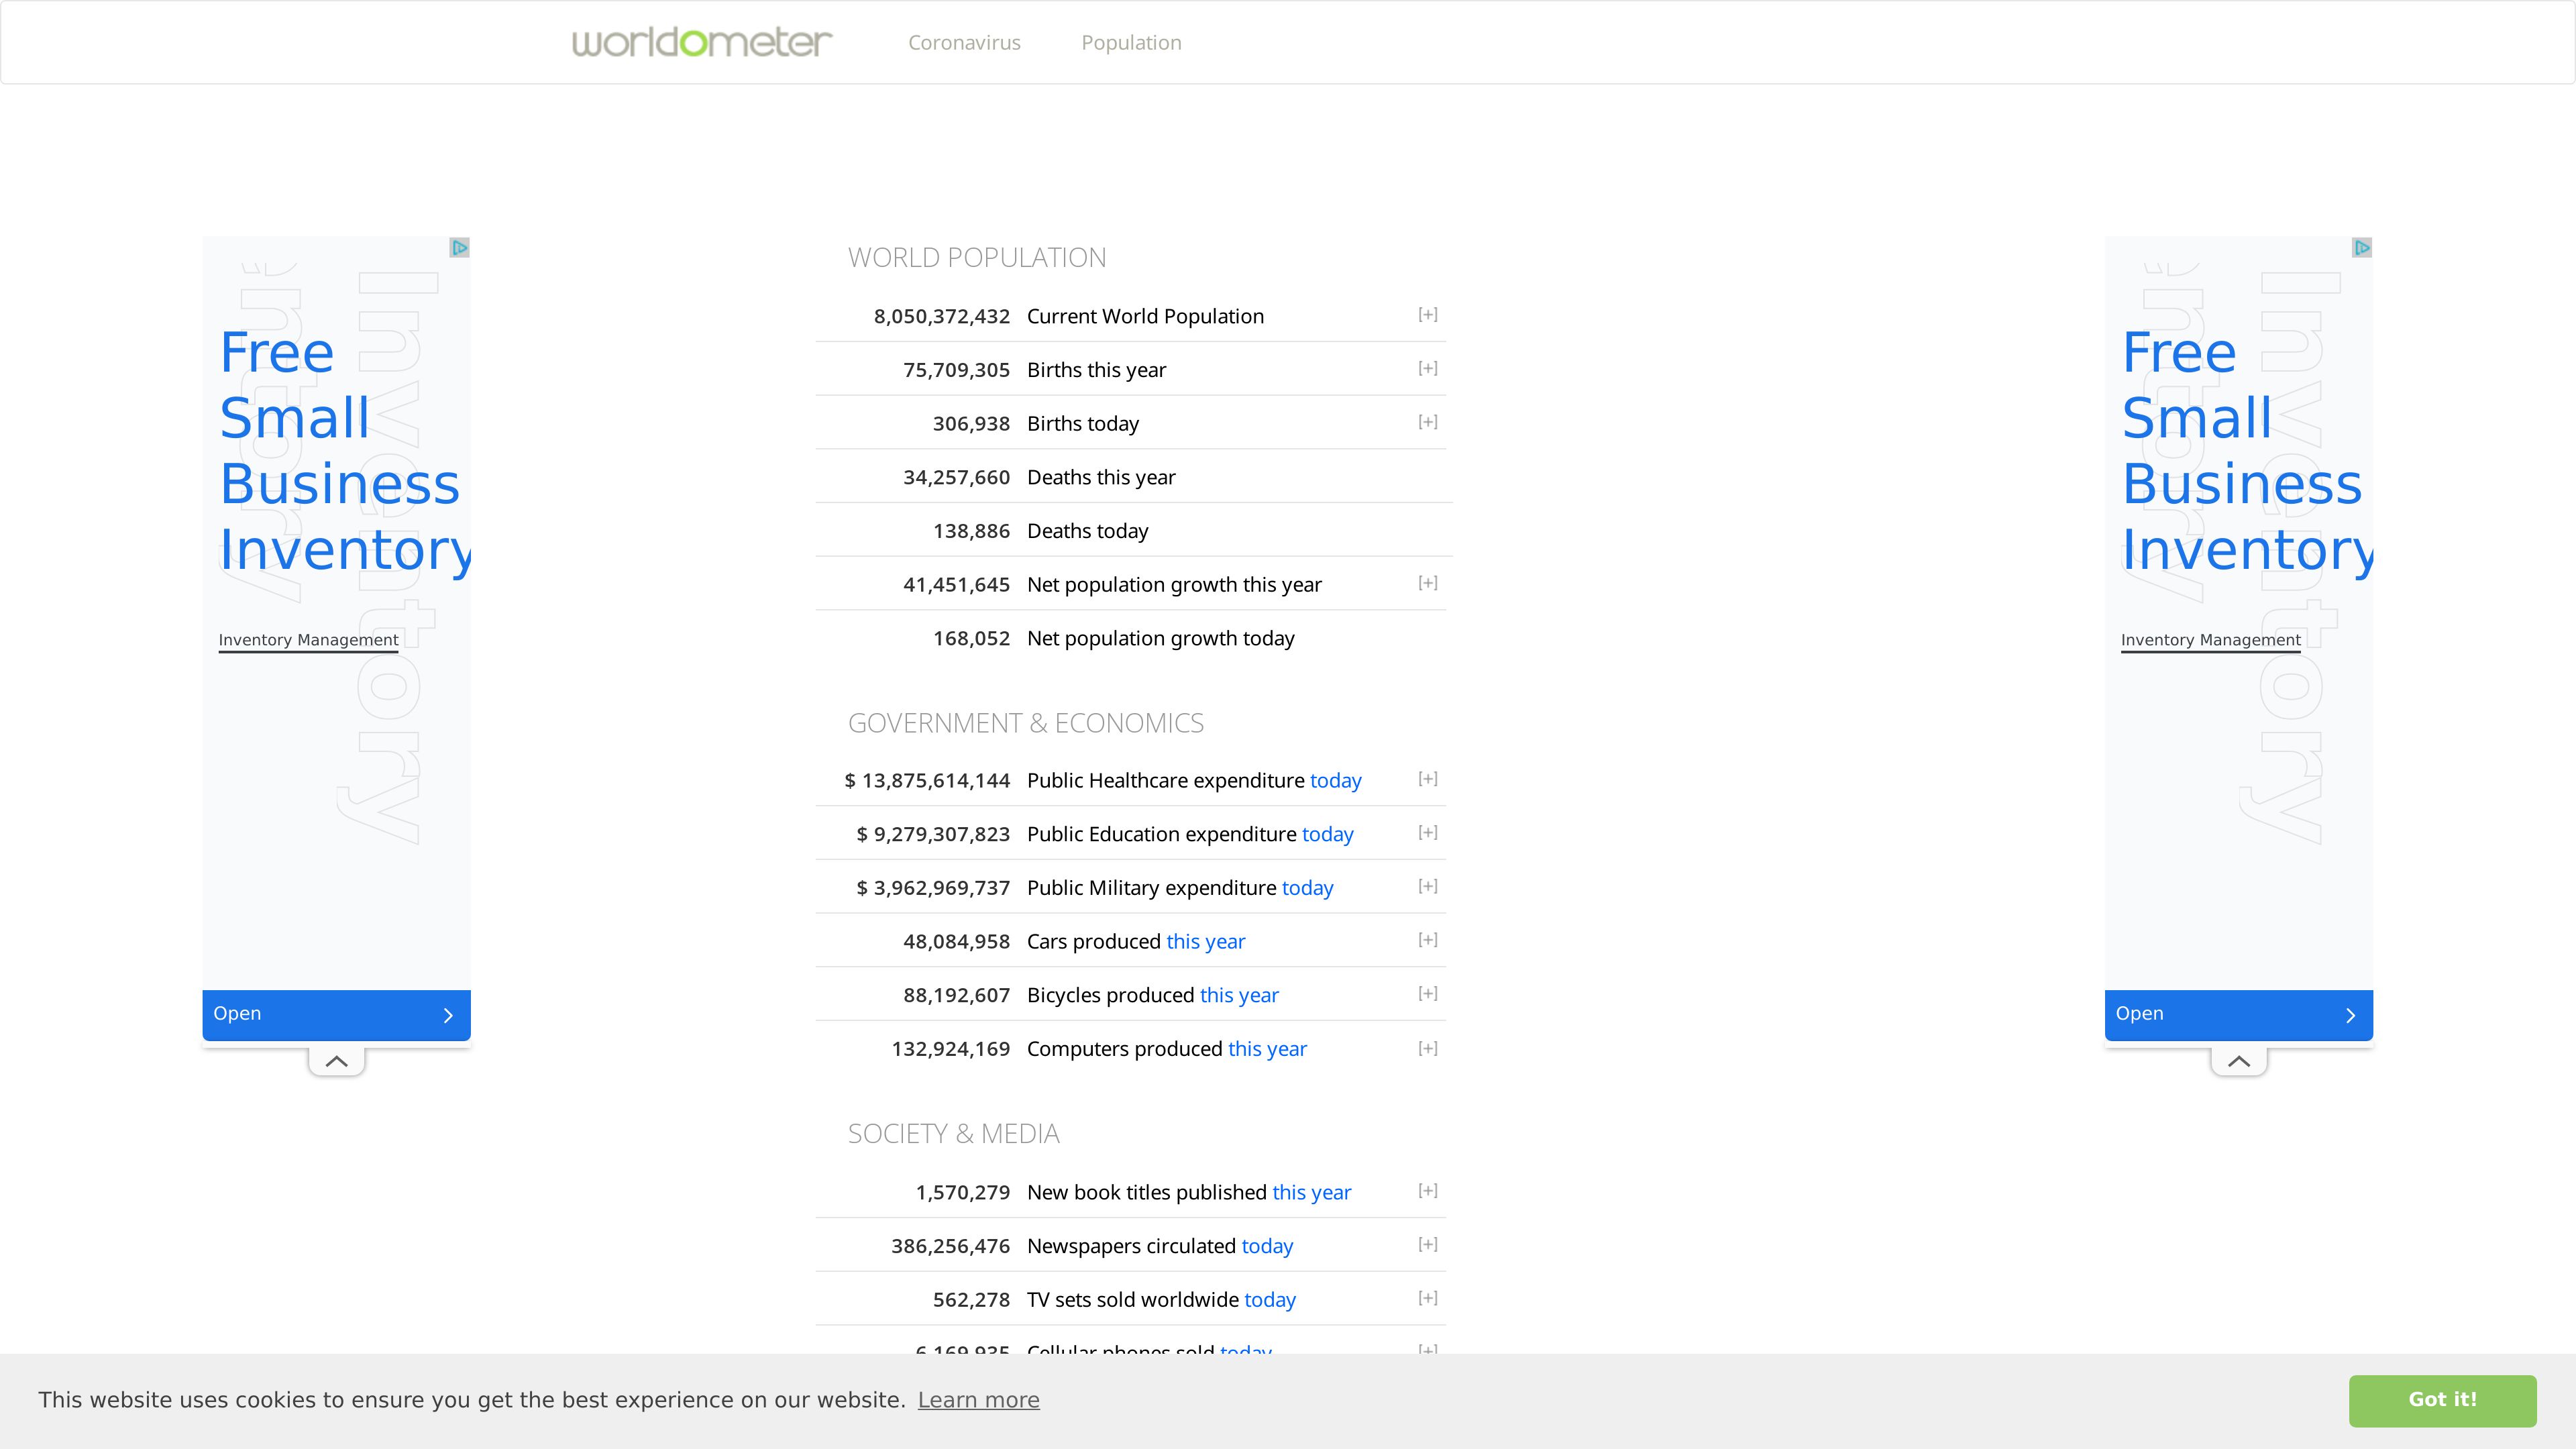 worldometer Coronavirus Population
Free
Small
Business
Inventory
Inventory Management
Open
Inventory
WORLD POPULATION
8,050,372,432 Current World Population [+]
75,709,305 Births this year [+]
306,938 Births today [+]
34,257,660 Deaths this year
138,886 Deaths today
41,451,645 Net population growth this year [+]
168,052 Net population growth today
GOVERNMENT & ECONOMICS
$ 13,875,614,144 Public Healthcare expenditure today [+]
$ 9,279,307,823 Public Education expenditure today [+]
$ 3,962,969,737 Public Military expenditure today [+]
48,084,958 Cars produced this year [+]
88,192,607 Bicycles produced this year [+]
132,924,169 Computers produced this year [+]
SOCIETY & MEDIA
1,570,279 New book titles published this year [+]
386,256,476 Newspapers circulated today [+]
562,278 TV sets sold worldwide today [+]
6,169,935 Cellular phones sold today [+]
Free
Small
Business
Inventory
Inventory Management
Open
Inventory
This website uses cookies to ensure you get the best experience on our website. Learn more
Got it!